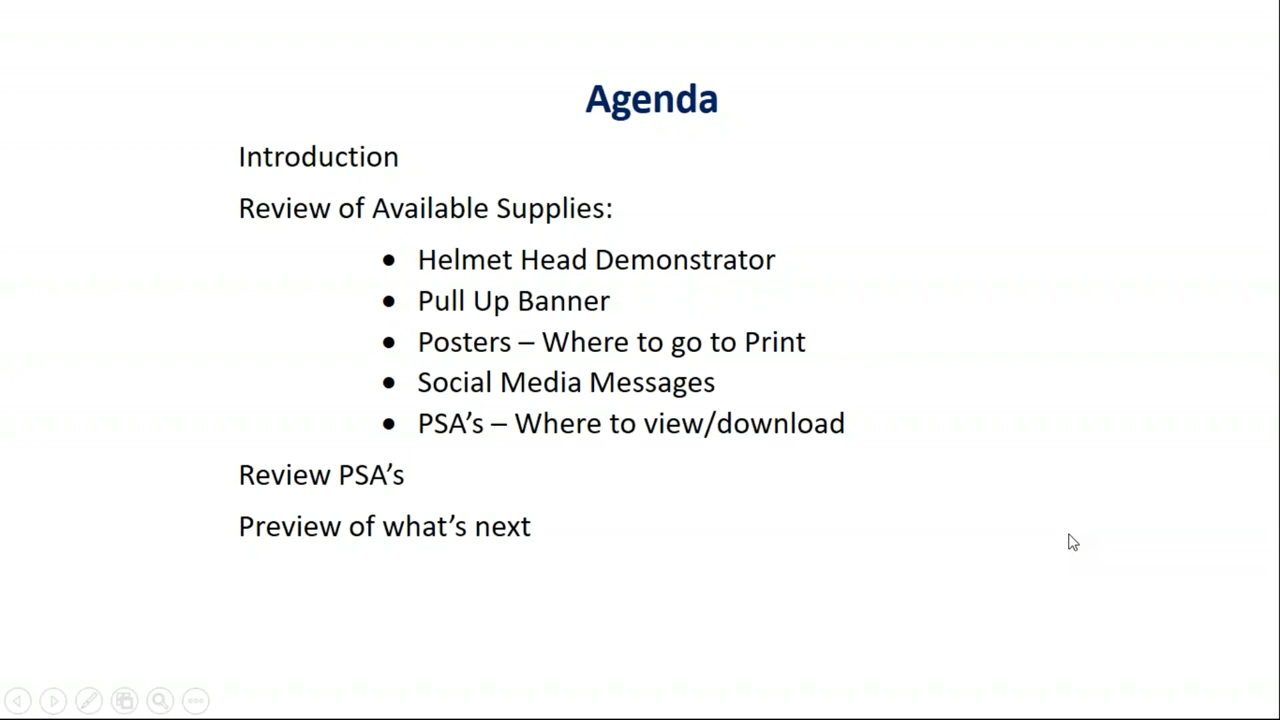 Agenda
Introduction
Review of Available Supplies:
• Helmet Head Demonstrator
• Pull Up Banner
• Posters – Where to go to Print
• Social Media Messages
• PSA’s – Where to view/download
Review PSA’s
Preview of what’s next